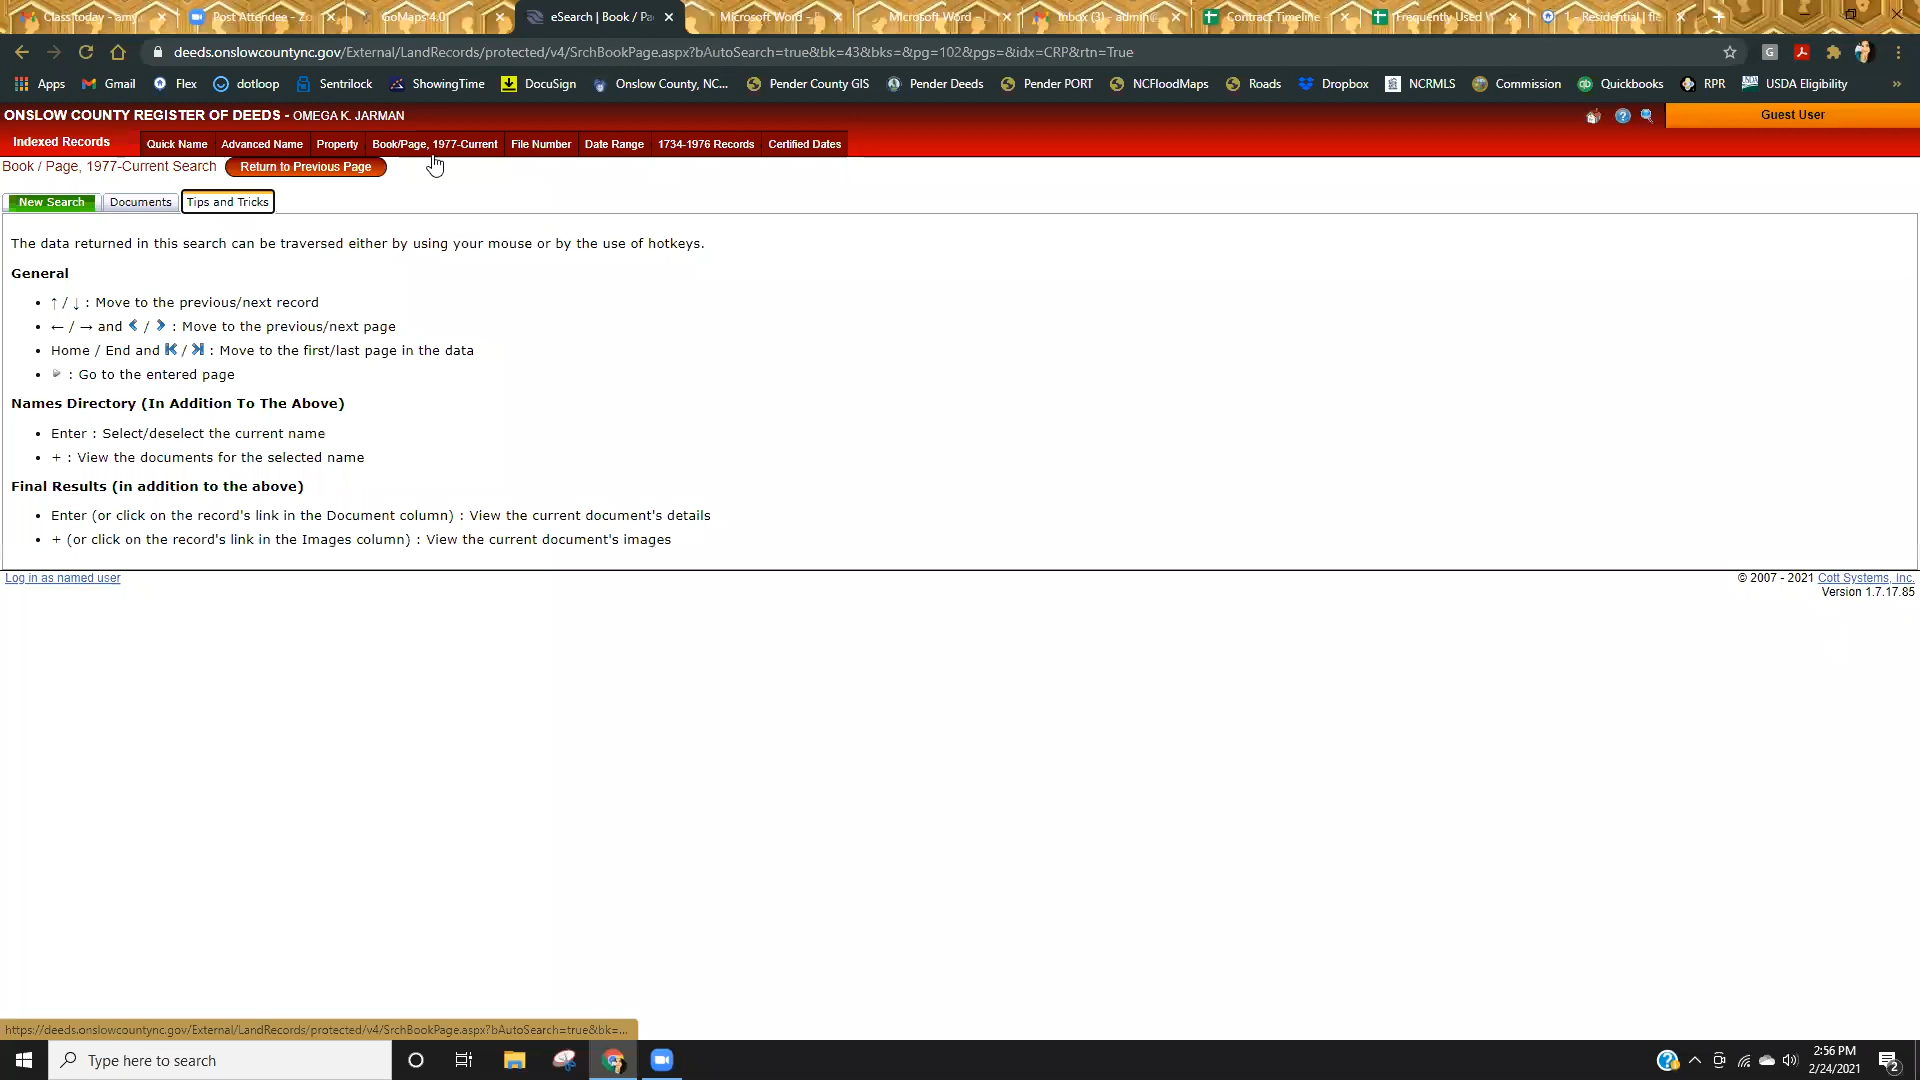 Class today - amy
Post Attendee - Zo
GoMaps 4.0
eSearch | Book / Pa
Microsoft Word -
Microsoft Word -
Inbox (3) - admin@
Contract Timeline -
Frequently Used
1 - Residential | fle
deeds.onslowcountync.gov/External/LandRecords/protected/v4/SrchBookPage.aspx?bAutoSearch=true&bk=43&bks=&pg=102&pgs=&idx=CRP&rtn=True
Apps Gmail Flex dotloop Sentrilock ShowingTime DocuSign Onslow County, NC... Pender County GIS Pender Deeds Pender PORT NCFloodMaps Roads Dropbox NCRMLS Commission Quickbooks RPR USDA Eligibility »
ONSLOW COUNTY REGISTER OF DEEDS - OMEGA K. JARMAN
Guest User
Indexed Records Quick Name Advanced Name Property Book/Page, 1977-Current File Number Date Range 1734-1976 Records Certified Dates
Book / Page, 1977-Current Search Return to Previous Page
New Search Documents Tips and Tricks
The data returned in this search can be traversed either by using your mouse or by the use of hotkeys.
General
• ↑ / ↓ : Move to the previous/next record
• ← / → and < / > : Move to the previous/next page
• Home / End and |< / >| : Move to the first/last page in the data
• : Go to the entered page
Names Directory (In Addition To The Above)
• Enter : Select/deselect the current name
• + : View the documents for the selected name
Final Results (in addition to the above)
• Enter (or click on the record's link in the Document column) : View the current document's details
• + (or click on the record's link in the Images column) : View the current document's images
Log in as named user
© 2007 - 2021 Cott Systems, Inc.
Version 1.7.17.85
https://deeds.onslowcountync.gov/External/LandRecords/protected/v4/SrchBookPage.aspx?bAutoSearch=true&bk=...
Type here to search
2:56 PM
2/24/2021
2